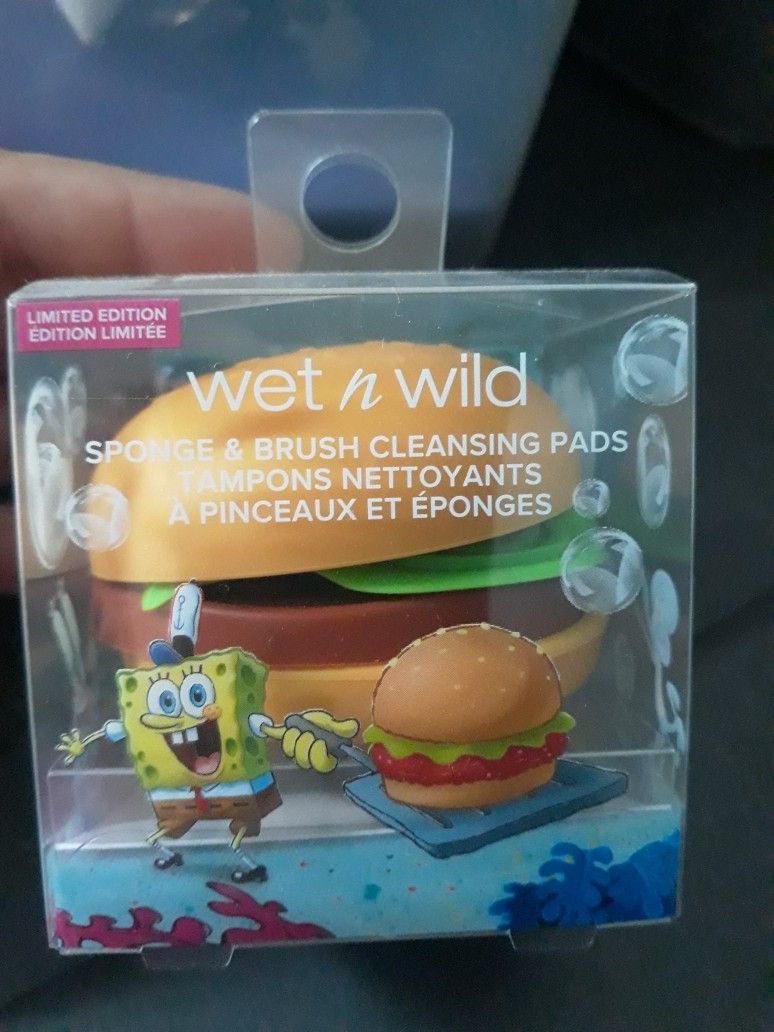 LIMITED EDITION
ÉDITION LIMITÉE
wet n wild
SPONGE & BRUSH CLEANSING PADS
TAMPONS NETTOYANTS
À PINCEAUX ET ÉPONGES